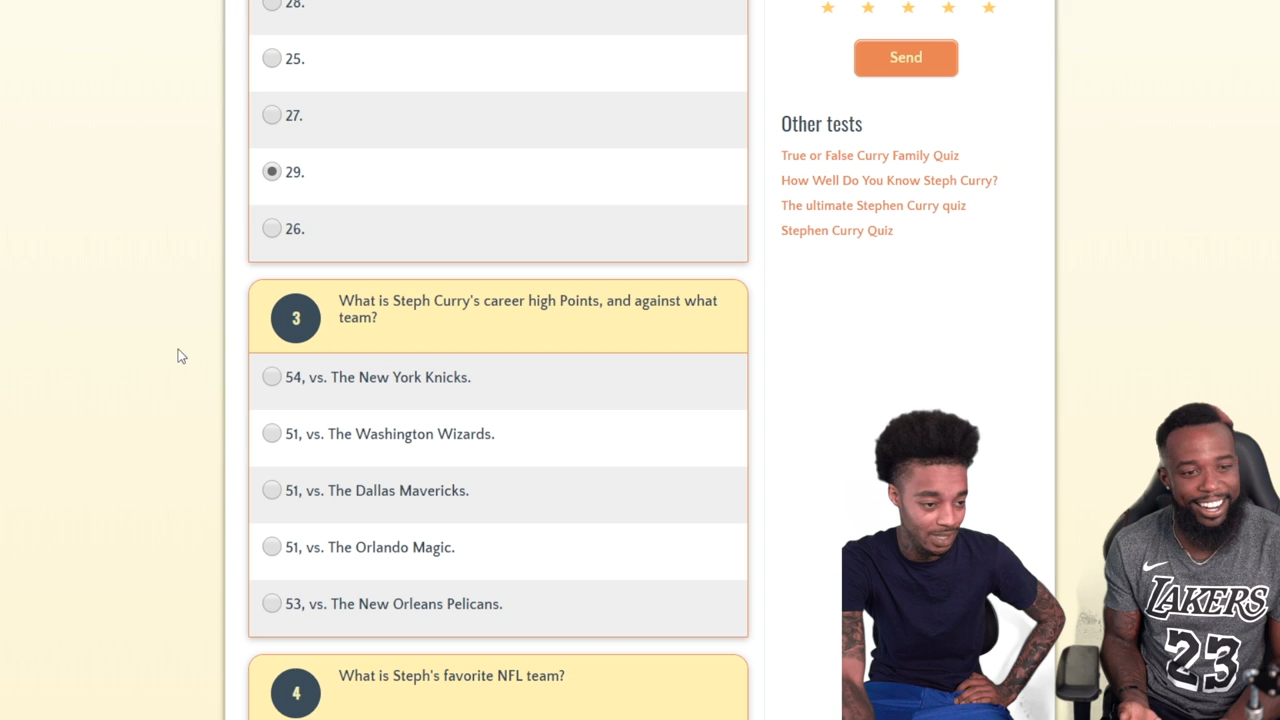 28.
25.
27.
29.
26.
3
What is Steph Curry's career high Points, and against what
team?
54, vs. The New York Knicks.
51, vs. The Washington Wizards.
51, vs. The Dallas Mavericks.
51, vs. The Orlando Magic.
53, vs. The New Orleans Pelicans.
4
What is Steph's favorite NFL team?
Send
Other tests
True or False Curry Family Quiz
How Well Do You Know Steph Curry?
The ultimate Stephen Curry quiz
Stephen Curry Quiz
LAKERS
23